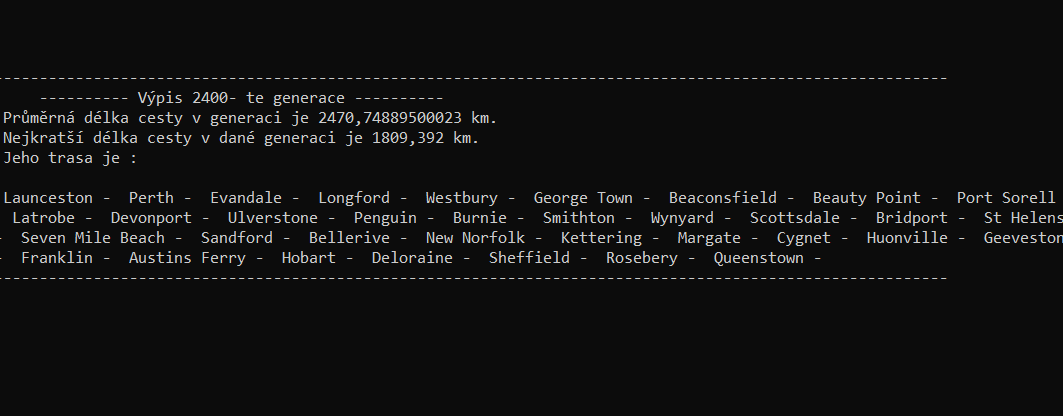 ---------------------------------------------------------------------------------------------------------
---------- Výpis 2400- te generace ----------
Průměrná délka cesty v generaci je 2470,74889500023 km.
Nejkratší délka cesty v dané generaci je 1809,392 km.
Jeho trasa je :
Launceston -  Perth -  Evandale -  Longford -  Westbury -  George Town -  Beaconsfield -  Beauty Point -  Port Sorell
Latrobe -  Devonport -  Ulverstone -  Penguin -  Burnie -  Smithton -  Wynyard -  Scottsdale -  Bridport -  St Helens
-  Seven Mile Beach -  Sandford -  Bellerive -  New Norfolk -  Kettering -  Margate -  Cygnet -  Huonville -  Geeveston
-  Franklin -  Austins Ferry -  Hobart -  Deloraine -  Sheffield -  Rosebery -  Queenstown -
---------------------------------------------------------------------------------------------------------